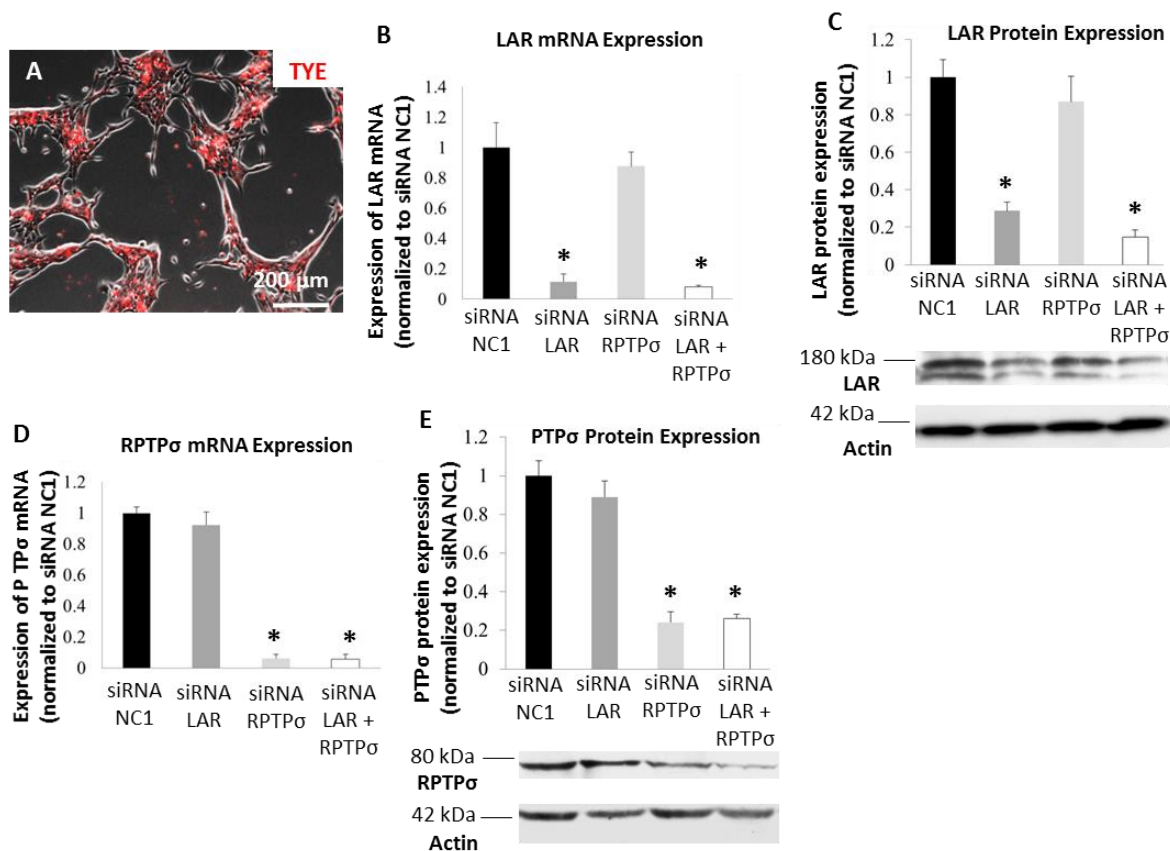 A
TYE
200 μm
B
LAR mRNA Expression
Expression of LAR mRNA
(normalized to siRNA NC1)
1.4
1.2
1
0.8
0.6
0.4
0.2
0
siRNA siRNA siRNA siRNA
NC1 LAR RPTPσ LAR +
RPTPσ
*
*
C
LAR Protein Expression
LAR protein expression
(normalized to siRNA NC1)
1.2
1
0.8
0.6
0.4
0.2
0
*
*
siRNA siRNA siRNA siRNA
NC1 LAR RPTPσ LAR +
RPTPσ
180 kDa
LAR
42 kDa
Actin
D
RPTPσ mRNA Expression
Expression of P TPσ mRNA
(normalized to siRNA NC1)
1.2
1
0.8
0.6
0.4
0.2
0
*
*
siRNA siRNA siRNA siRNA
NC1 LAR RPTPσ LAR +
RPTPσ
E
PTPσ Protein Expression
PTPσ protein expression
(normalized to siRNA NC1)
1.2
1
0.8
0.6
0.4
0.2
0
*
*
siRNA siRNA siRNA siRNA
NC1 LAR RPTPσ LAR +
RPTPσ
80 kDa
RPTPσ
42 kDa
Actin